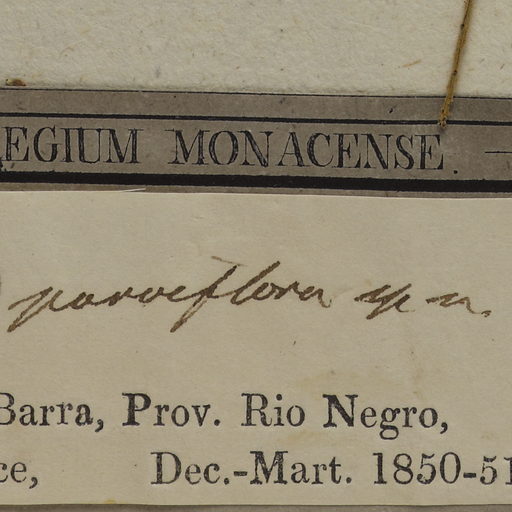 EGIUM MONACENSE.
parviflora sp n.
Barra, Prov. Rio Negro,
ce, Dec.-Mart. 1850-51